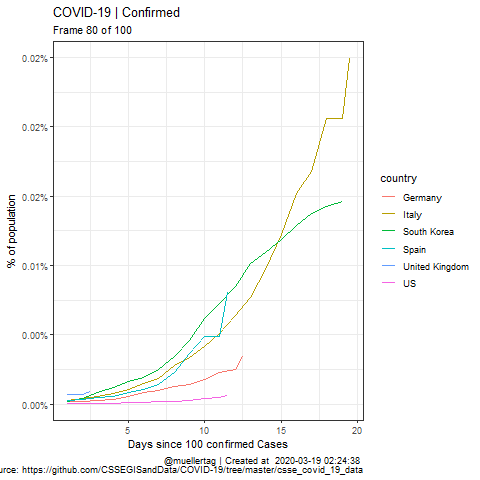 COVID-19 | Confirmed
Frame 80 of 100
0.02%
0.02%
0.02%
0.01%
0.00%
0.00%
% of population
5
10
15
20
Days since 100 confirmed Cases
country
Germany
Italy
South Korea
Spain
United Kingdom
US
@muellertag | Created at 2020-03-19 02:24:38
urce: https://github.com/CSSEGISandData/COVID-19/tree/master/csse_covid_19_data